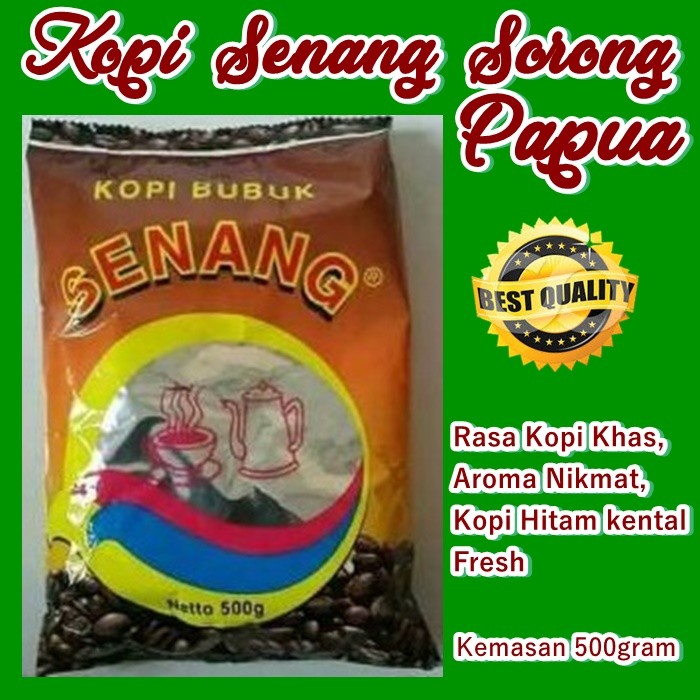 Kopi Senang Sorong
Papua
KOPI BUBUK
SENANG®
Netto 500g
BEST QUALITY
Rasa Kopi Khas,
Aroma Nikmat,
Kopi Hitam kental
Fresh
Kemasan 500gram